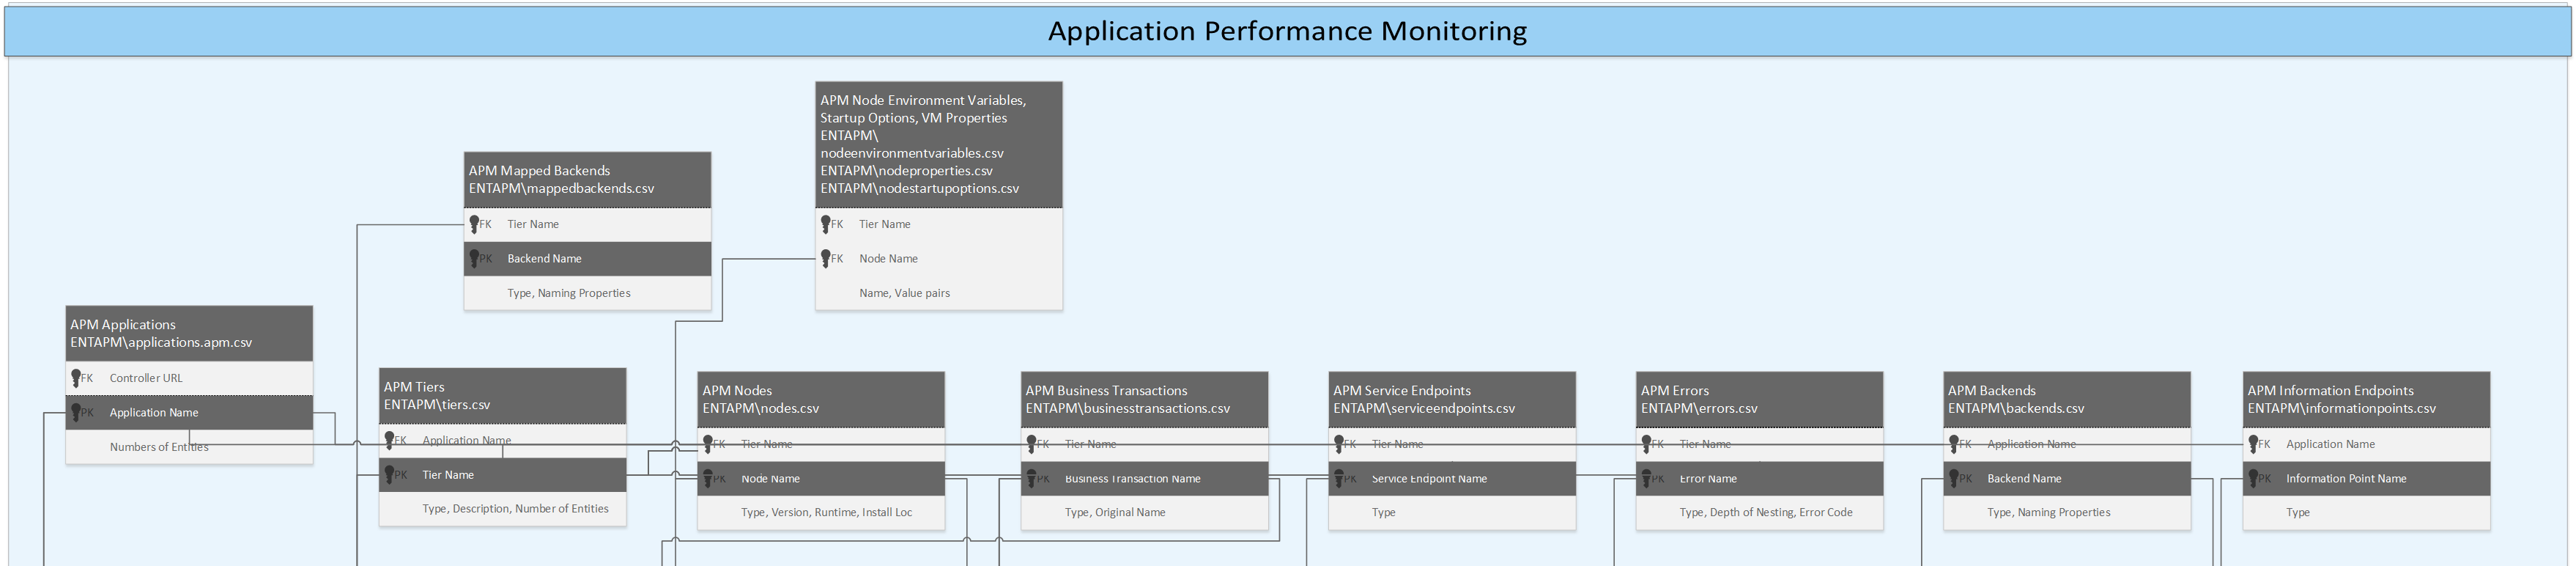 Application Performance Monitoring
APM Node Environment Variables,
Startup Options, VM Properties
ENTAPM\
nodeenvironmentvariables.csv
ENTAPM\nodeproperties.csv
ENTAPM\nodestartupoptions.csv
FK Tier Name
FK Node Name
Name, Value pairs
APM Mapped Backends
ENTAPM\mappedbackends.csv
FK Tier Name
PK Backend Name
Type, Naming Properties
APM Applications
ENTAPM\applications.apm.csv
FK Controller URL
PK Application Name
Numbers of Entities
APM Tiers
ENTAPM\tiers.csv
FK Application Name
PK Tier Name
Type, Description, Number of Entities
APM Nodes
ENTAPM\nodes.csv
FK Tier Name
PK Node Name
Type, Version, Runtime, Install Loc
APM Business Transactions
ENTAPM\businesstransactions.csv
FK Tier Name
PK Business Transaction Name
Type, Original Name
APM Service Endpoints
ENTAPM\serviceendpoints.csv
FK Tier Name
PK Service Endpoint Name
Type
APM Errors
ENTAPM\errors.csv
FK Tier Name
PK Error Name
Type, Depth of Nesting, Error Code
APM Backends
ENTAPM\backends.csv
FK Application Name
PK Backend Name
Type, Naming Properties
APM Information Endpoints
ENTAPM\informationpoints.csv
FK Application Name
PK Information Point Name
Type